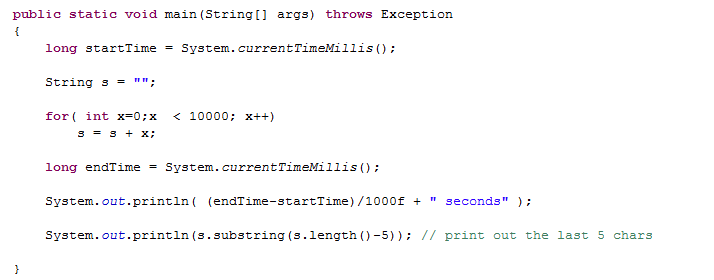 public static void main(String[] args) throws Exception
{
long startTime = System.currentTimeMillis();
String s = "";
for( int x=0;x < 10000; x++)
s = s + x;
long endTime = System.currentTimeMillis();
System.out.println( (endTime-startTime)/1000f + " seconds" );
System.out.println(s.substring(s.length()-5)); // print out the last 5 chars
}